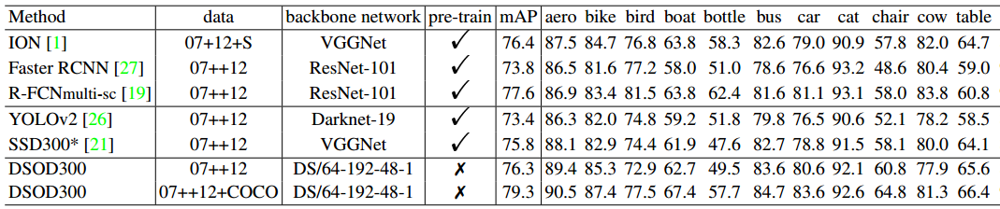 Method data backbone network pre-train mAP aero bike bird boat bottle bus car cat chair cow table
ION [1] 07+12+S VGGNet ✓ 76.4 87.5 84.7 76.8 63.8 58.3 82.6 79.0 90.9 57.8 82.0 64.7
Faster RCNN [27] 07++12 ResNet-101 ✓ 73.8 86.5 81.6 77.2 58.0 51.0 78.6 76.6 93.2 48.6 80.4 59.0
R-FCNmulti-sc [19] 07++12 ResNet-101 ✓ 77.6 86.9 83.4 81.5 63.8 62.4 81.6 81.1 93.1 58.0 83.8 60.8
YOLOv2 [26] 07++12 Darknet-19 ✓ 73.4 86.3 82.0 74.8 59.2 51.8 79.8 76.5 90.6 52.1 78.2 58.5
SSD300* [21] 07++12 VGGNet ✓ 75.8 88.1 82.9 74.4 61.9 47.6 82.7 78.8 91.5 58.1 80.0 64.1
DSOD300 07++12 DS/64-192-48-1 ✗ 76.3 89.4 85.3 72.9 62.7 49.5 83.6 80.6 92.1 60.8 77.9 65.6
DSOD300 07++12+COCO DS/64-192-48-1 ✗ 79.3 90.5 87.4 77.5 67.4 57.7 84.7 83.6 92.6 64.8 81.3 66.4